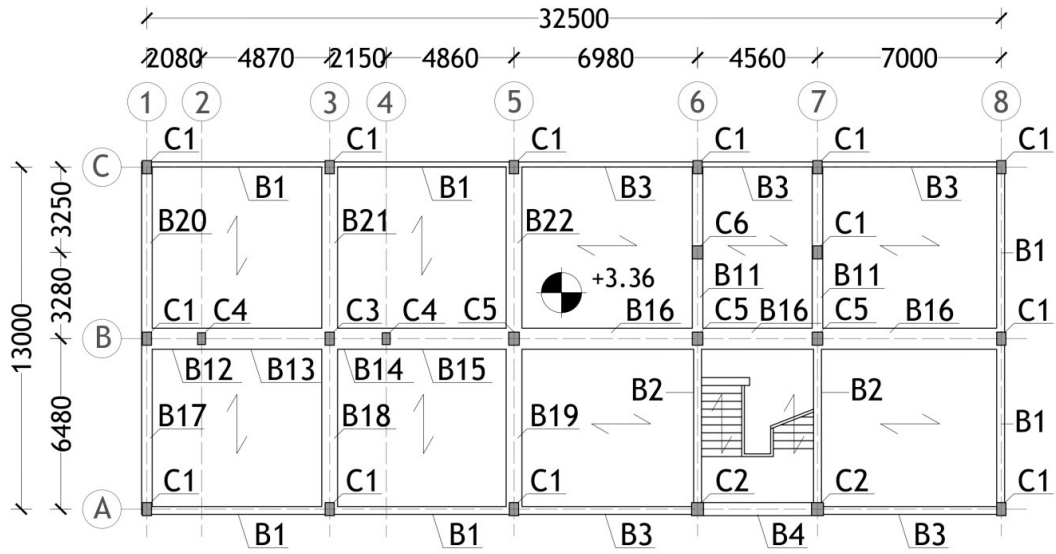 32500
2080 4870 2150 4860 6980 4560 7000
1 2 3 4 5 6 7 8
C1 C1 C1 C1 C1 C1
C
B1 B1 B3 B3 B3
3250
B20 B21 B22 C6 C1
B1
+3.36
B11 B11
3280
C1 C4 C3 C4 C5 B16 C5 B16 C5 B16 C1
B
13000
B12 B13 B14 B15
B2 B2
6480
B17 B18 B19 B1
C1 C1 C1 C2 C2 C1
A
B1 B1 B3 B4 B3